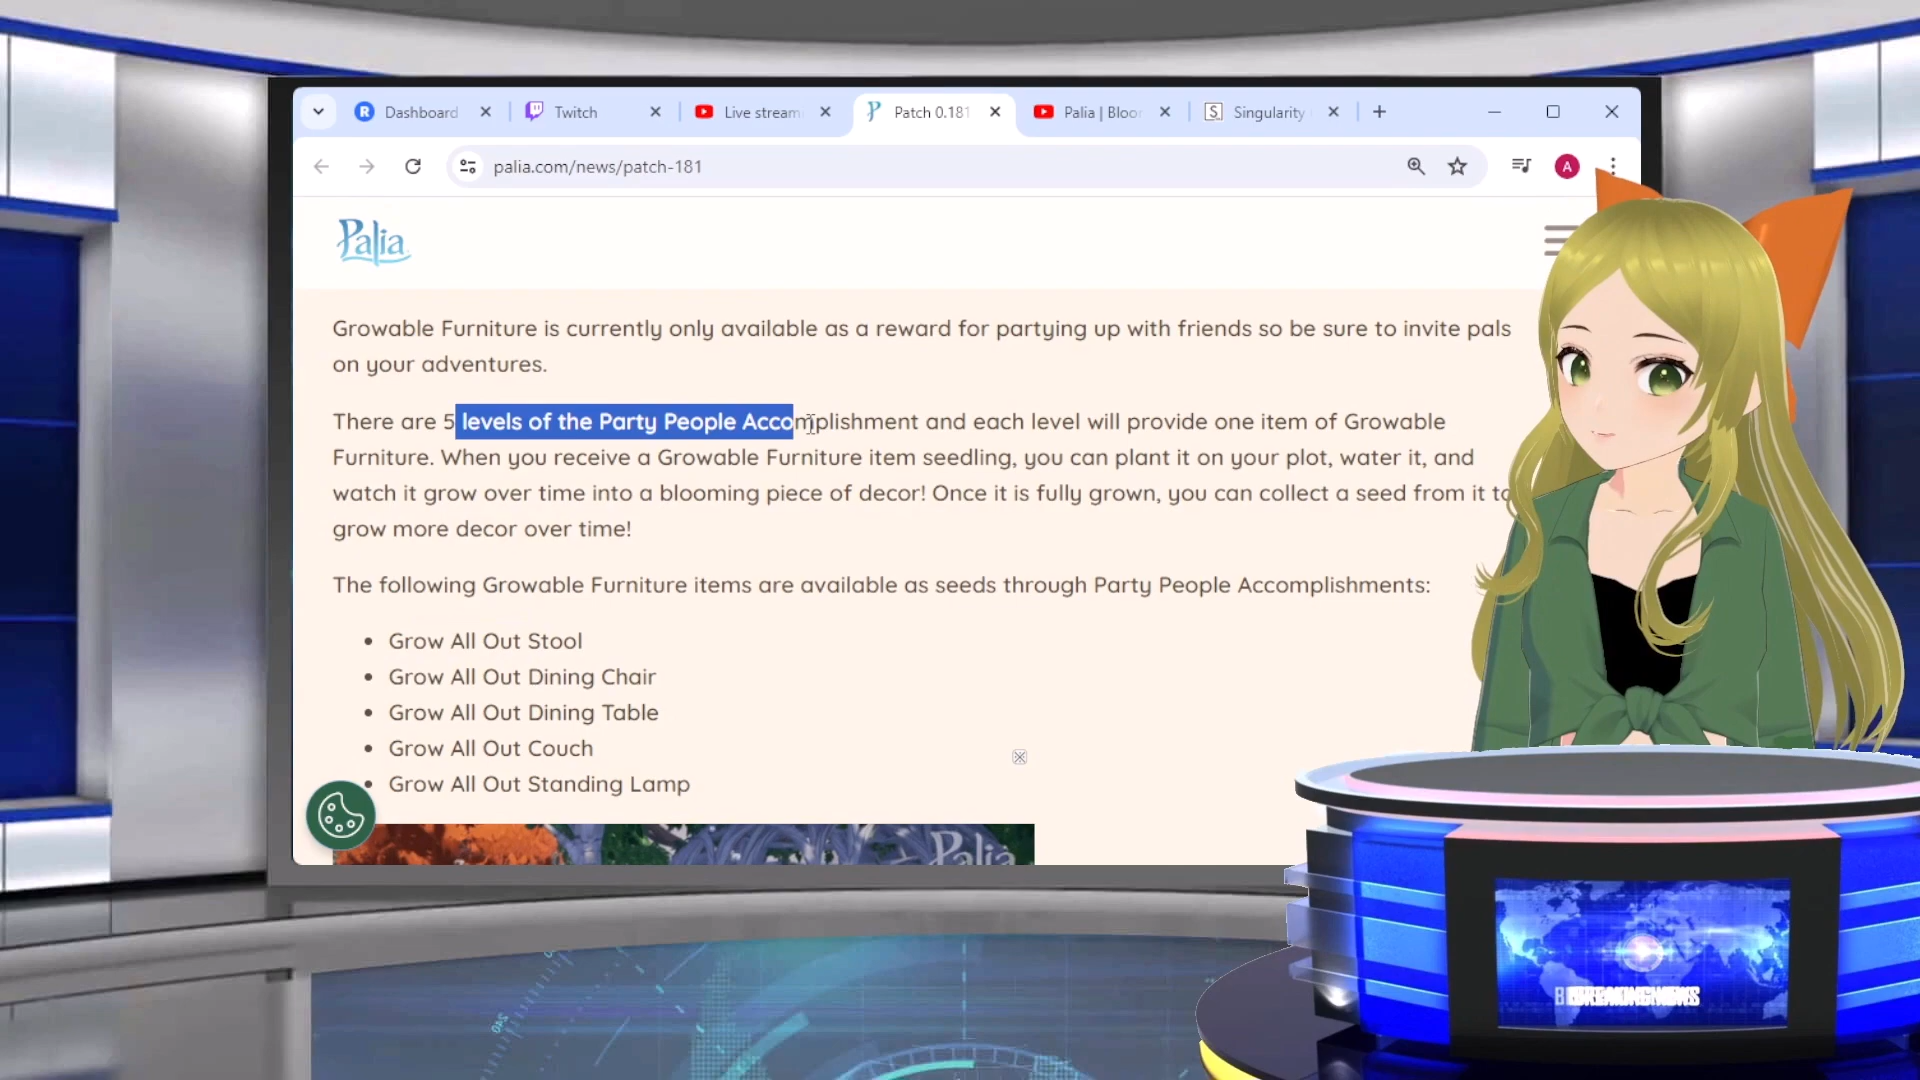 Dashboard
Twitch
Live stream
Patch 0.181
Palia | Bloo
Singularity
palia.com/news/patch-181
A
Palia
Growable Furniture is currently only available as a reward for partying up with friends so be sure to invite pals
on your adventures.
There are 5 levels of the Party People Accomplishment and each level will provide one item of Growable
Furniture. When you receive a Growable Furniture item seedling, you can plant it on your plot, water it, and
watch it grow over time into a blooming piece of decor! Once it is fully grown, you can collect a seed from it to
grow more decor over time!
The following Growable Furniture items are available as seeds through Party People Accomplishments:
• Grow All Out Stool
• Grow All Out Dining Chair
• Grow All Out Dining Table
• Grow All Out Couch
• Grow All Out Standing Lamp
Palia
240